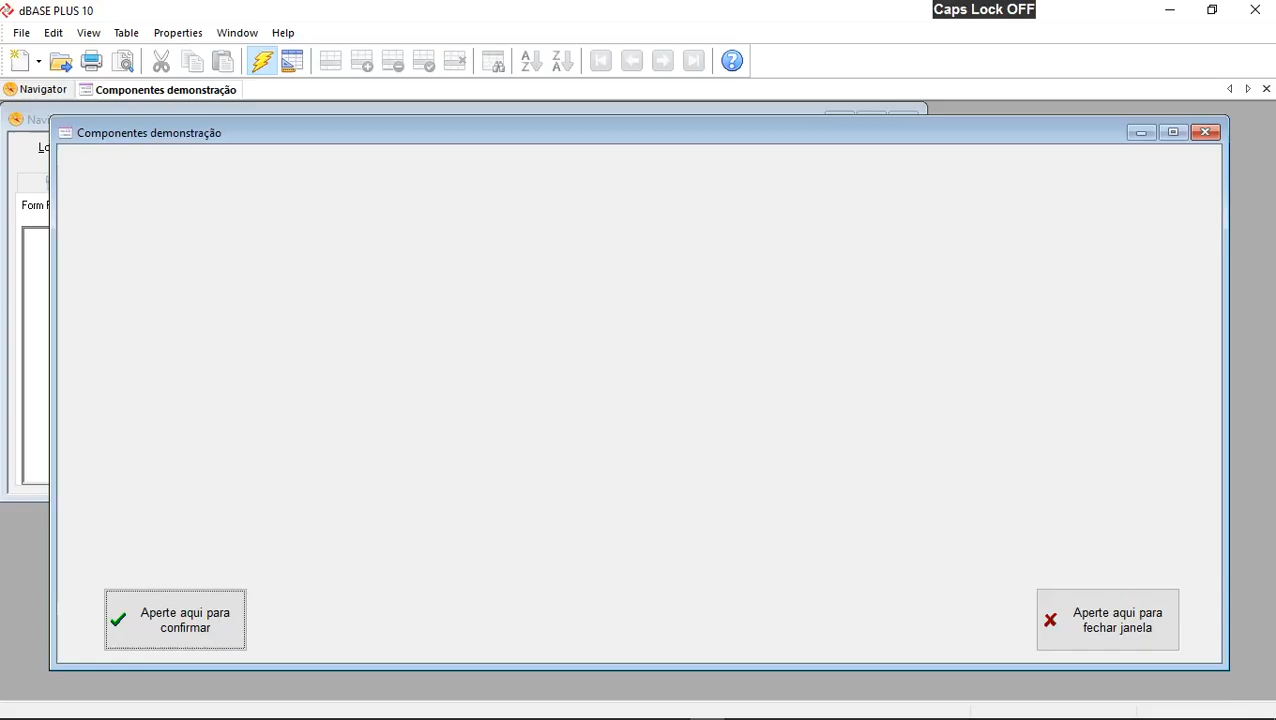 dBASE PLUS 10
Caps Lock OFF
File Edit View Table Properties Window Help
Navigator Componentes demonstração
Componentes demonstração
Form
Aperte aqui para
confirmar
Aperte aqui para
fechar janela